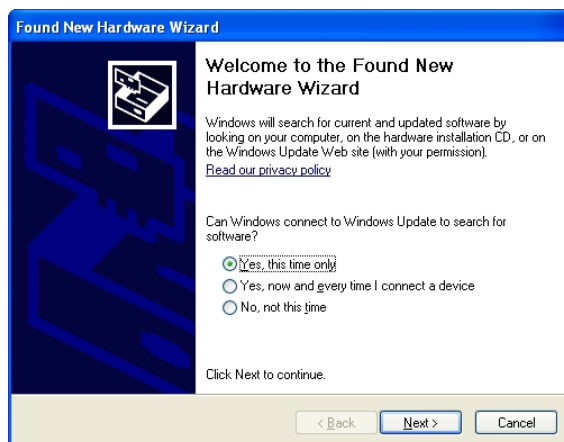 Found New Hardware Wizard
Welcome to the Found New
Hardware Wizard
Windows will search for current and updated software by
looking on your computer, on the hardware installation CD, or on
the Windows Update Web site (with your permission).
Read our privacy policy
Can Windows connect to Windows Update to search for
software?
Yes, this time only
Yes, now and every time I connect a device
No, not this time
Click Next to continue.
< Back Next > Cancel